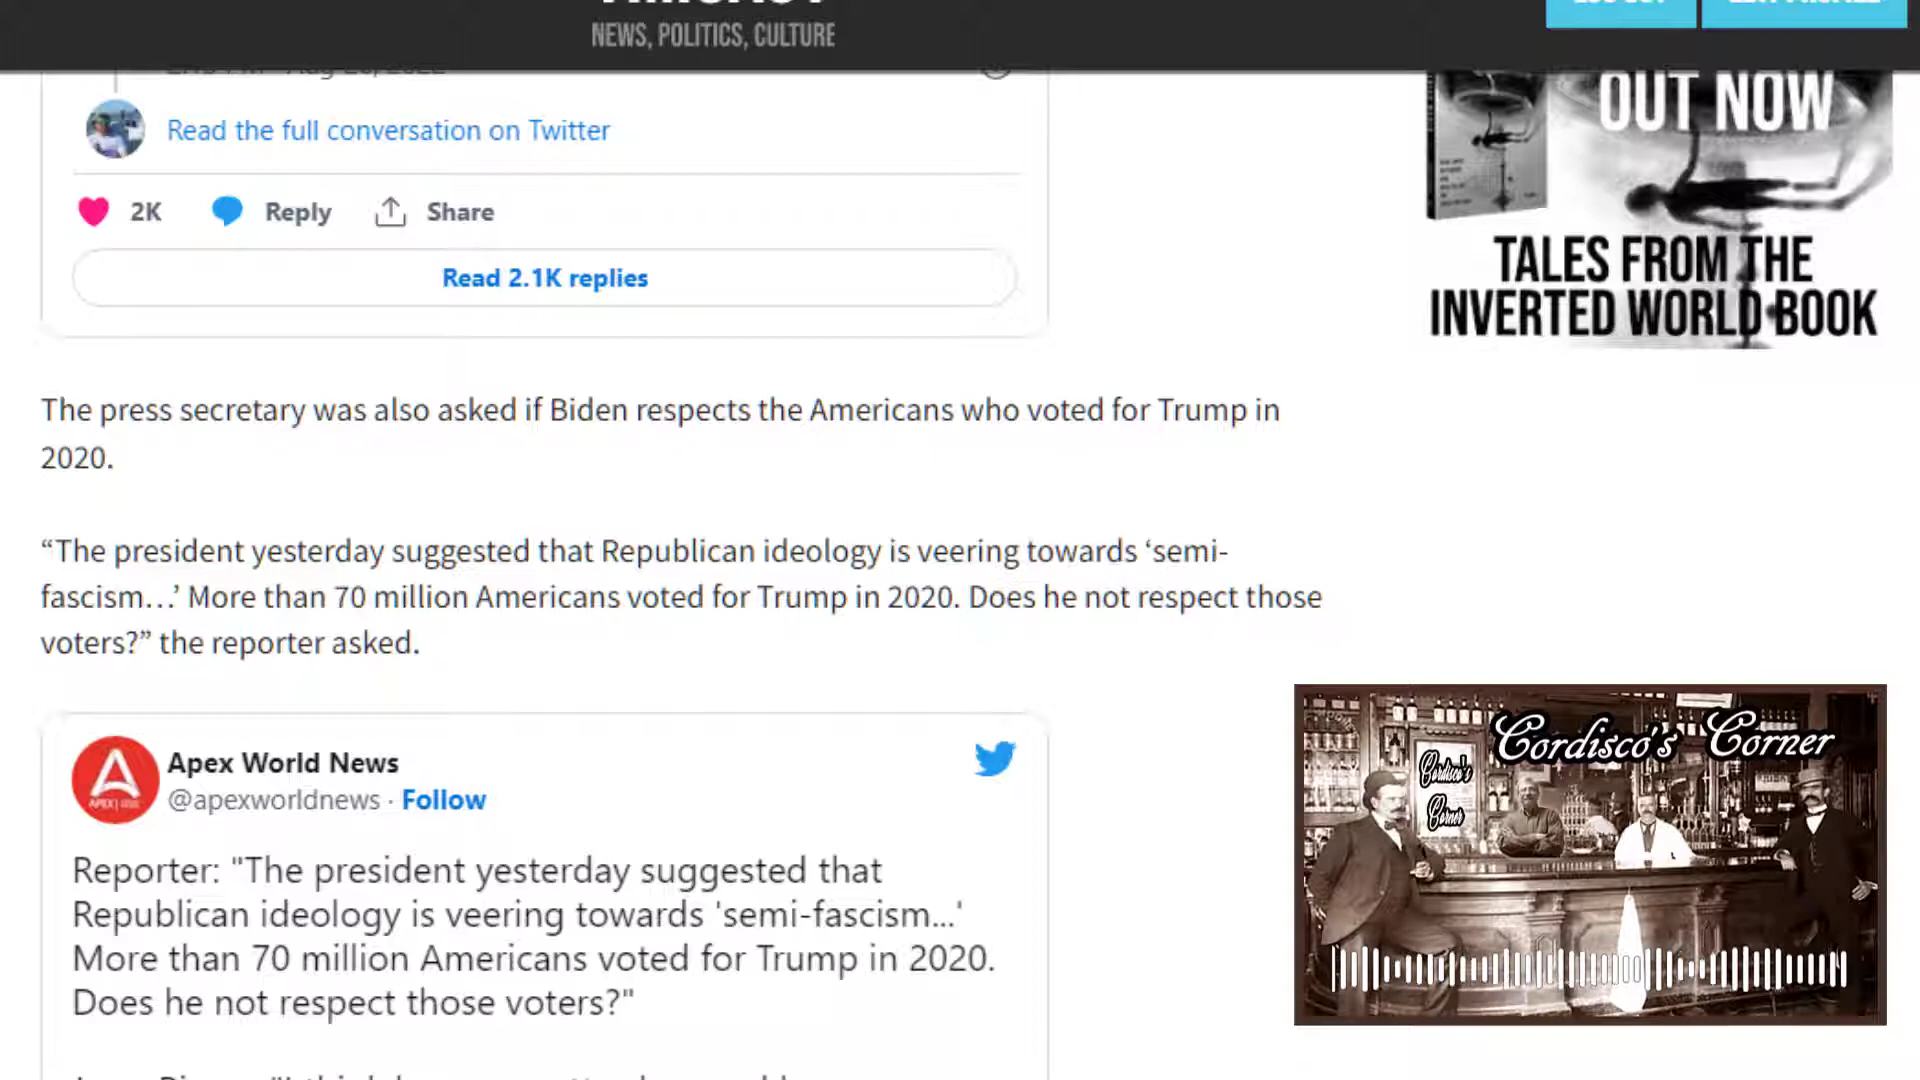 NEWS, POLITICS, CULTURE
Read the full conversation on Twitter
2K Reply Share
Read 2.1K replies
OUT NOW
TALES FROM THE
INVERTED WORLD BOOK
The press secretary was also asked if Biden respects the Americans who voted for Trump in
2020.
“The president yesterday suggested that Republican ideology is veering towards ‘semi-
fascism…’ More than 70 million Americans voted for Trump in 2020. Does he not respect those
voters?” the reporter asked.
Apex World News
@apexworldnews · Follow
Reporter: "The president yesterday suggested that
Republican ideology is veering towards 'semi-fascism...'
More than 70 million Americans voted for Trump in 2020.
Does he not respect those voters?"
Cordisco's Corner
Cordisco's
Corner